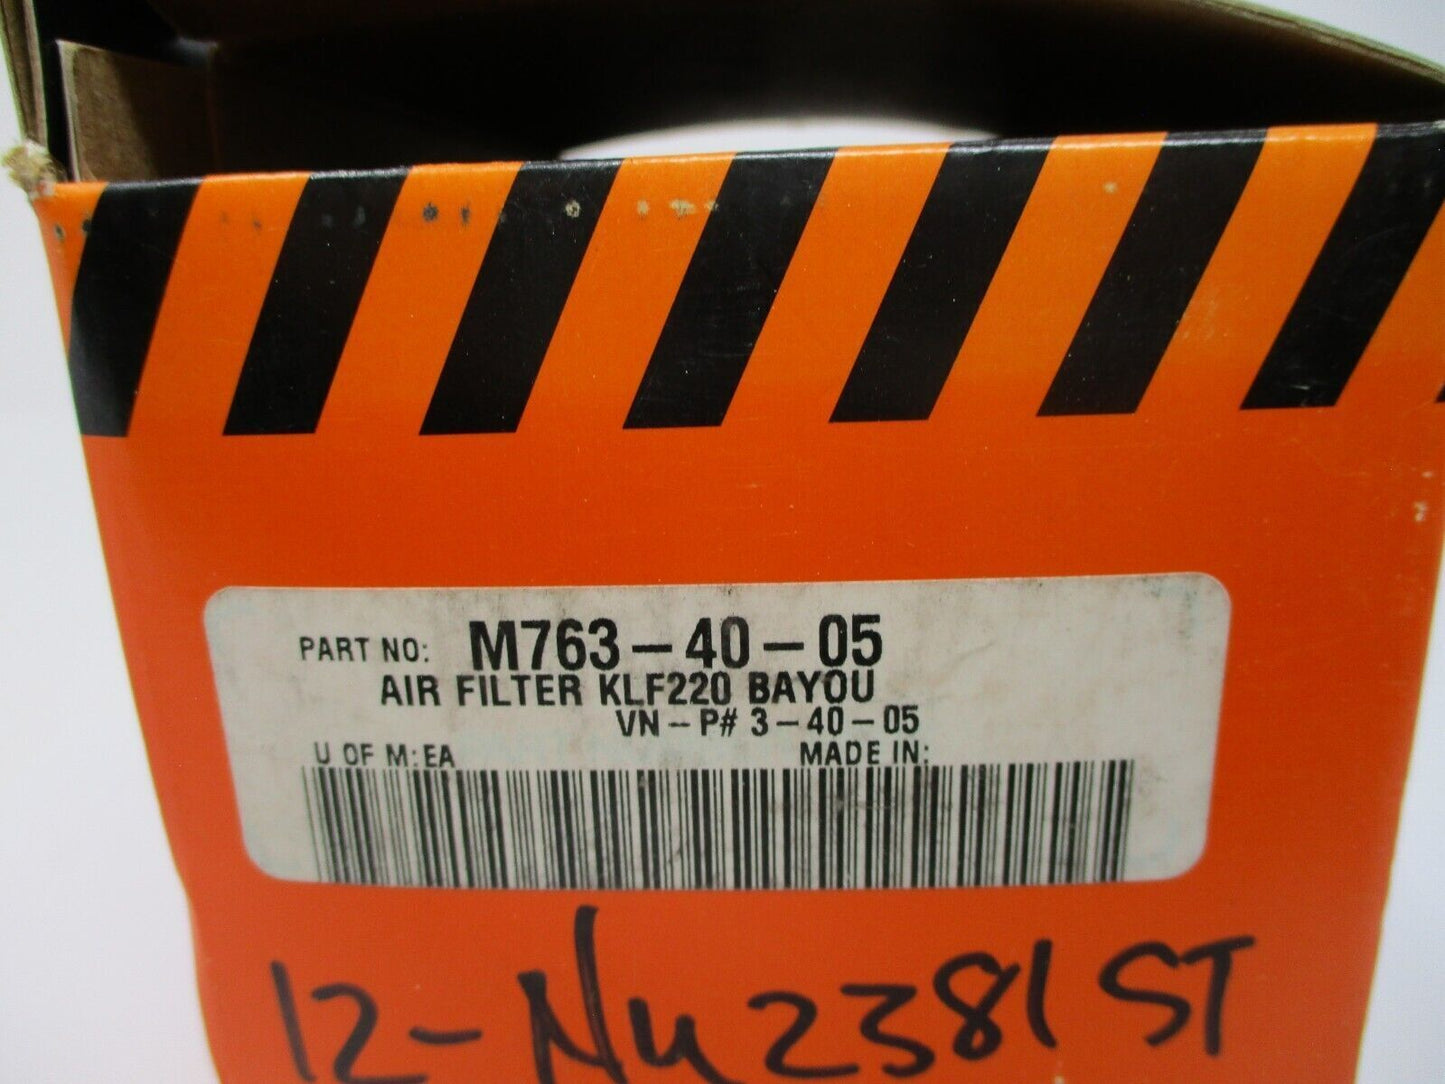 PART NO: M763-40-05
AIR FILTER KLF220 BAYOU
VN-P# 3-40-05
U OF M: EA MADE IN:
12-NU2381ST